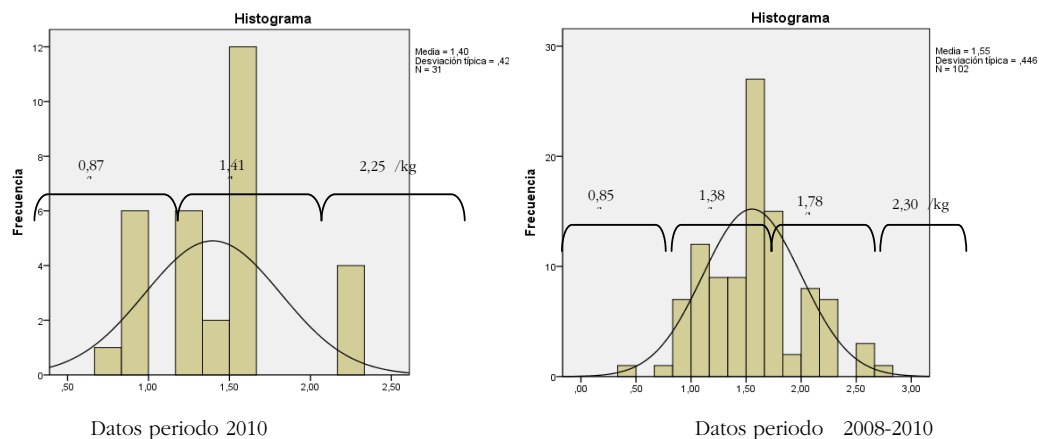 Histograma
Media = 1,40
Desviación típica = ,42
N = 31
Frecuencia
12
10
8
6
4
2
0
0,87
1,41
2,25 /kg
,50
1,00
1,50
2,00
2,50
Datos periodo 2010
Histograma
Media = 1,55
Desviación típica = ,446
N = 102
Frecuencia
30
20
10
0
0,85
1,38
1,78
2,30 /kg
,00
,50
1,00
1,50
2,00
2,50
3,00
Datos periodo 2008-2010